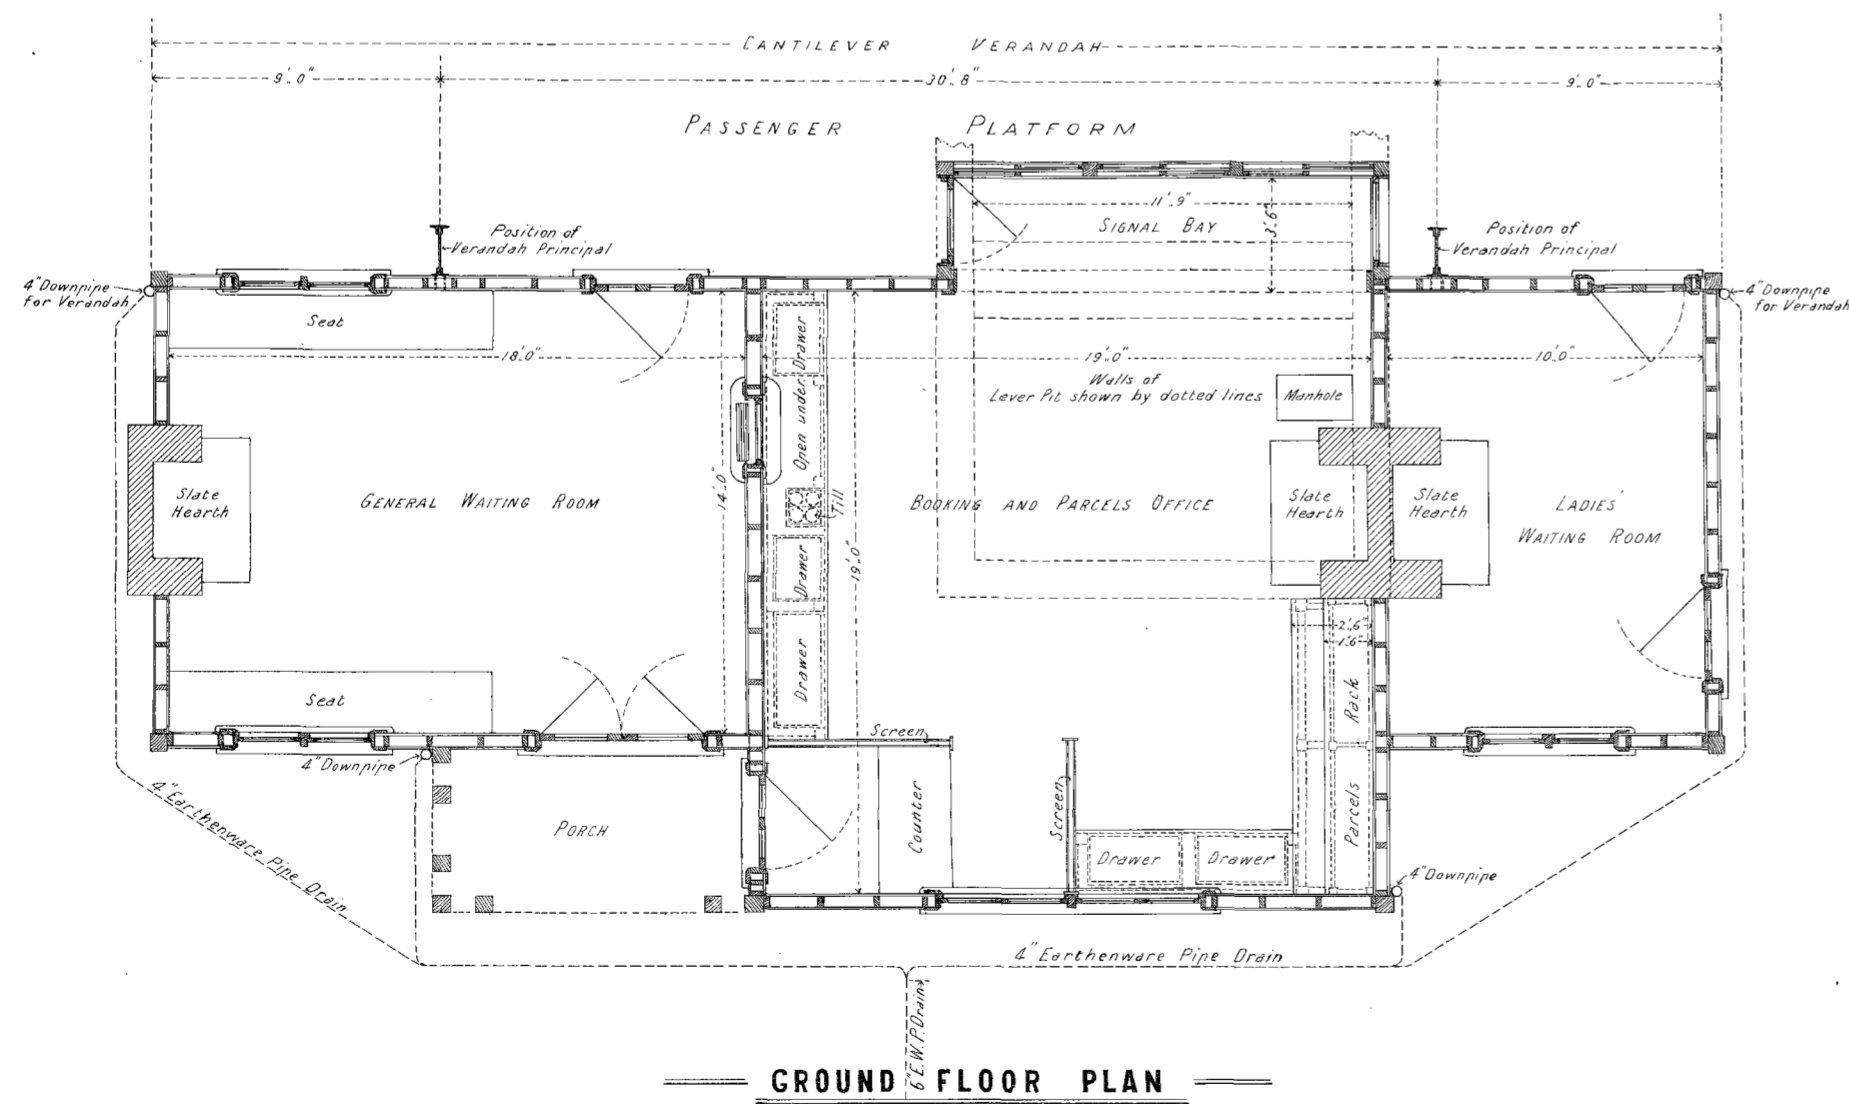 CANTILEVER VERANDAH
9'.0"
30'.8"
9'.0"
PASSENGER PLATFORM
11'.9"
SIGNAL BAY
3'.6"
Position of
Verandah Principal
Position of
Verandah Principal
4" Downpipe
for Verandah
4" Downpipe
for Verandah
Seat
Drawer
18'.0"
19'.0"
10'.0"
Walls of
Lever Pit shown by dotted lines
Manhole
Open under
14'.0"
Slate
Hearth
GENERAL WAITING ROOM
Till
BOOKING AND PARCELS OFFICE
Slate
Hearth
Slate
Hearth
LADIES'
WAITING ROOM
19'.0"
Drawer
2'.6"
1'.6"
Drawer
Seat
Rack
Screen
4" Downpipe
4" Earthenware Pipe Drain
PORCH
Counter
Screen
Parcels
Drawer
Drawer
4" Downpipe
4" Earthenware Pipe Drain
6" E.W.P. Drain
GROUND FLOOR PLAN